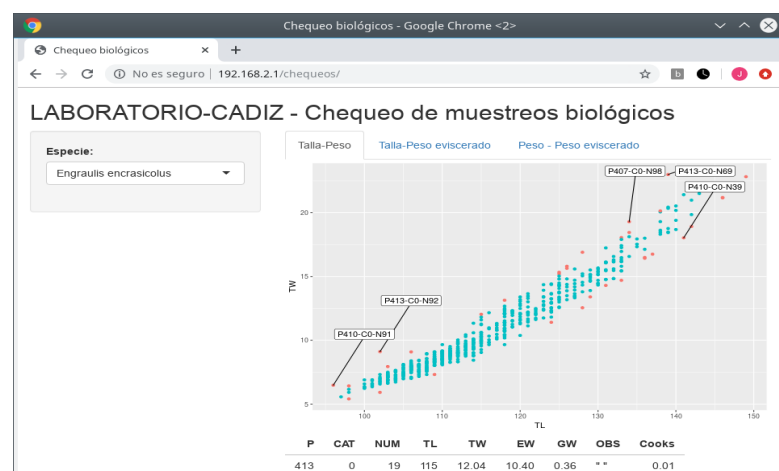 Chequeo biológicos - Google Chrome <2>
Chequeo biológicos × +
No es seguro | 192.168.2.1/chequeos/
b J
LABORATORIO-CADIZ - Chequeo de muestreos biológicos
Especie:
Engraulis encrasicolus
Talla-Peso Talla-Peso eviscerado Peso - Peso eviscerado
P407-C0-N98 P413-C0-N69
P410-C0-N39
20
15
TW
P413-C0-N92
P410-C0-N91
10
5
100 110 120 130 140 150
TL
P CAT NUM TL TW EW GW OBS Cooks
413 0 19 115 12.04 10.40 0.36 " " 0.01